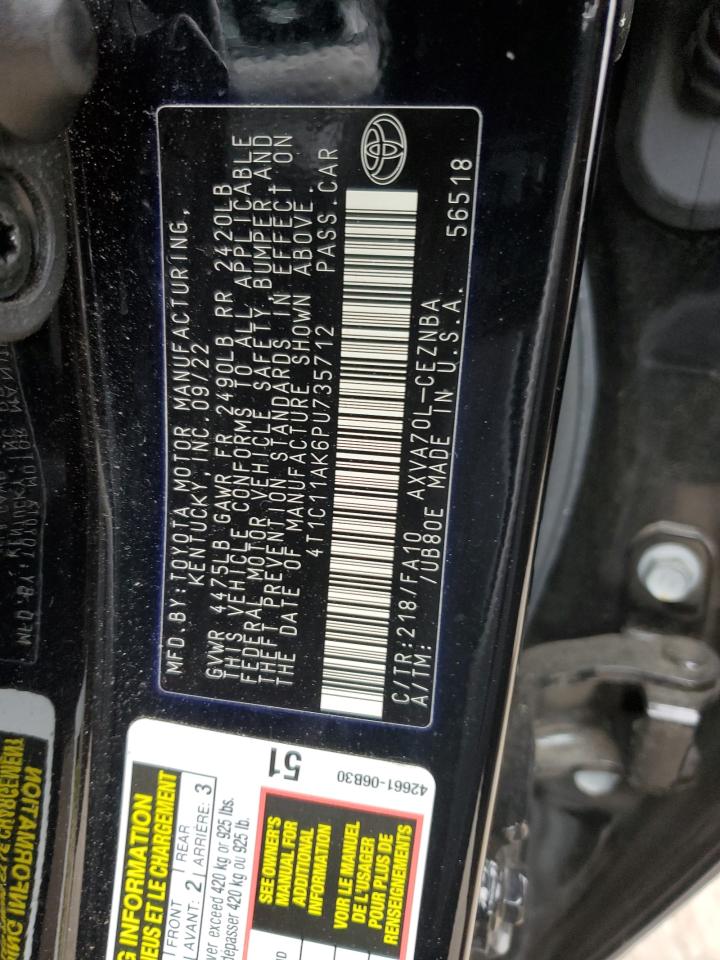 MFD. BY: TOYOTA MOTOR MANUFACTURING,
KENTUCKY, INC. 09/22
GVWR 4475LB GAWR FR 2490LB RR 2420LB
THIS VEHICLE CONFORMS TO ALL APPLICABLE
FEDERAL MOTOR VEHICLE SAFETY, BUMPER AND
THEFT PREVENTION STANDARDS IN EFFECT ON
THE DATE OF MANUFACTURE SHOWN ABOVE.
4T1C11AK6PU735712 PASS.CAR
C/TR:218/FA10 AXVA70L-CEZNBA
A/TM: /UB80E MADE IN U.S.A. 56518
INFORMATION
ET LE CHARGEMENT
FRONT
LAVANT: 2
REAR
ARRIÈRE: 3
exceed 420 kg or 925 lbs.
dépasser 420 kg ou 925 lb.
SEE OWNER'S
MANUAL FOR
ADDITIONAL
INFORMATION
VOIR LE MANUEL
DE L'USAGER
POUR PLUS DE
RENSEIGNEMENTS
51
42661-06B30